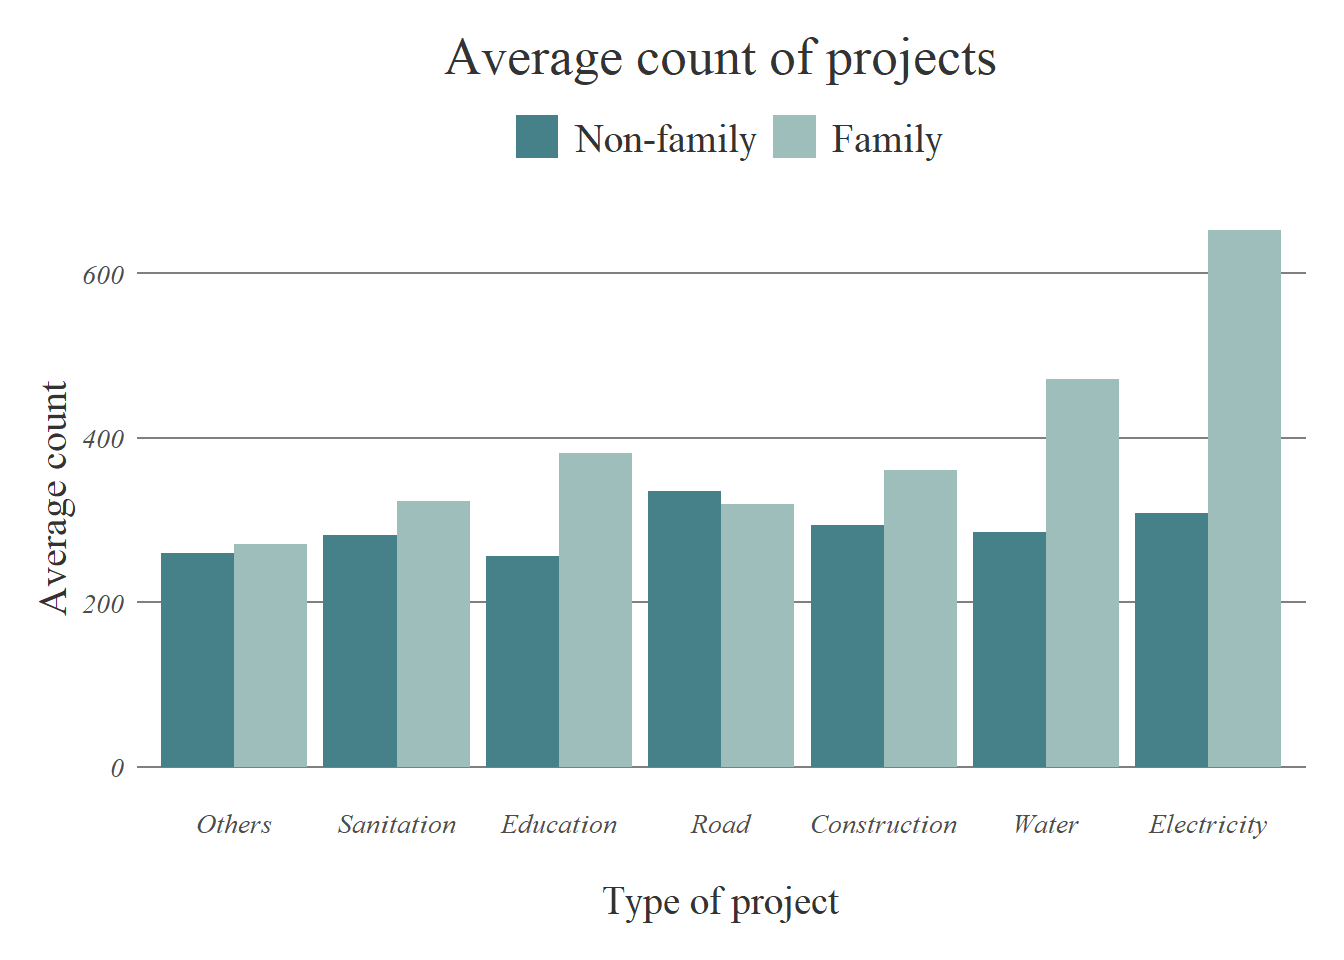 Average count of projects
Non-family Family
Average count
600
400
200
0
Others Sanitation Education Road Construction Water Electricity
Type of project